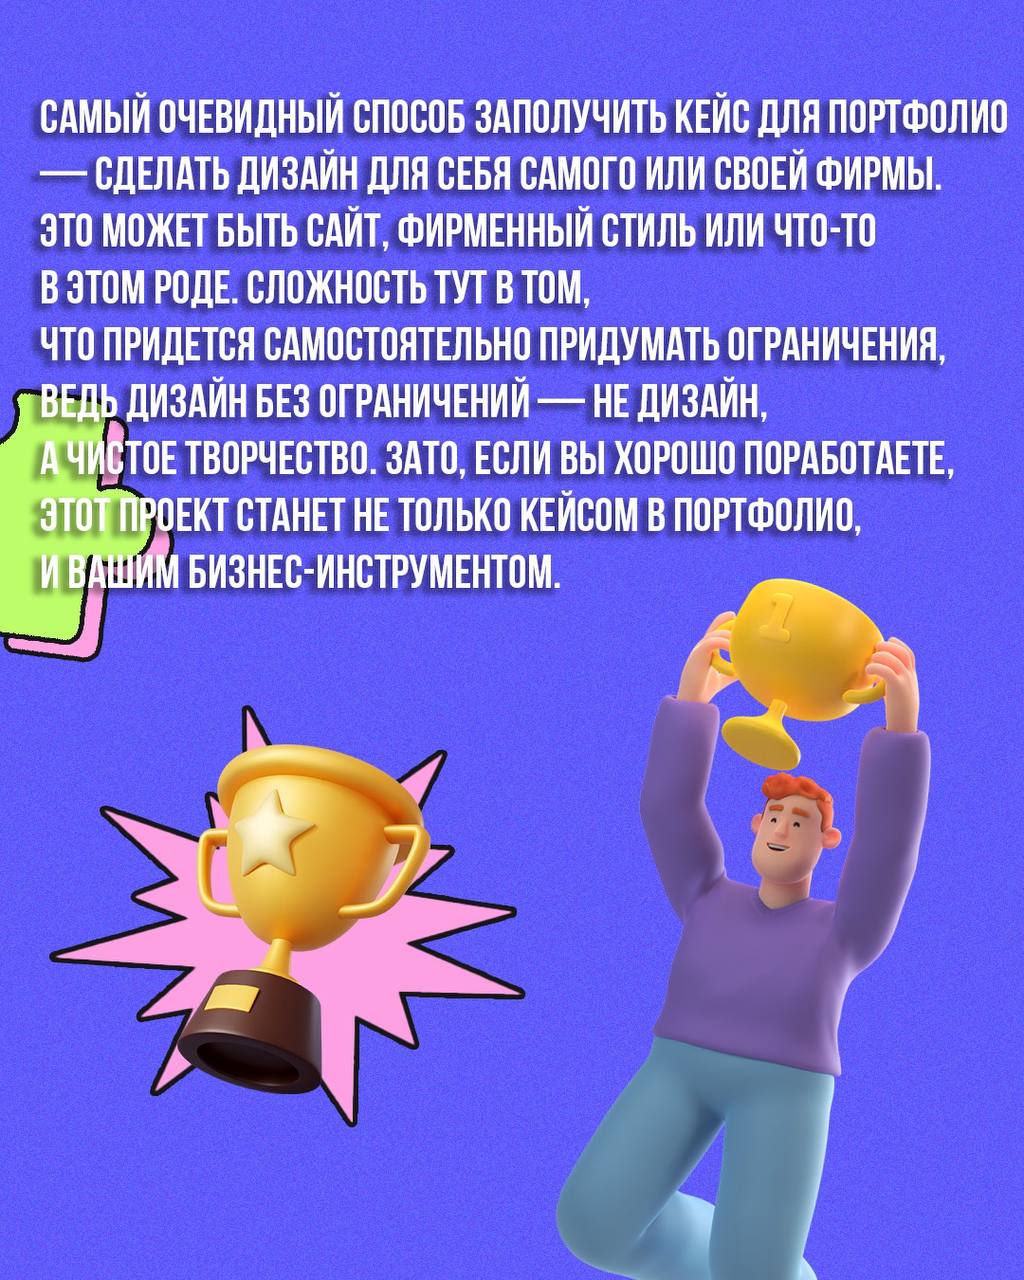 САМЫЙ ОЧЕВИДНЫЙ СПОСОБ ЗАПОЛУЧИТЬ КЕЙС ДЛЯ ПОРТФОЛИО
— СДЕЛАТЬ ДИЗАЙН ДЛЯ СЕБЯ САМОГО ИЛИ СВОЕЙ ФИРМЫ.
ЭТО МОЖЕТ БЫТЬ САЙТ, ФИРМЕННЫЙ СТИЛЬ ИЛИ ЧТО-ТО
В ЭТОМ РОДЕ. СЛОЖНОСТЬ ТУТ В ТОМ,
ЧТО ПРИДЕТСЯ САМОСТОЯТЕЛЬНО ПРИДУМАТЬ ОГРАНИЧЕНИЯ,
ВЕДЬ ДИЗАЙН БЕЗ ОГРАНИЧЕНИЙ — НЕ ДИЗАЙН,
А ЧИСТОЕ ТВОРЧЕСТВО. ЗАТО, ЕСЛИ ВЫ ХОРОШО ПОРАБОТАЕТЕ,
ЭТОТ ПРОЕКТ СТАНЕТ НЕ ТОЛЬКО КЕЙСОМ В ПОРТФОЛИО,
И ВАШИМ БИЗНЕС-ИНСТРУМЕНТОМ.
1